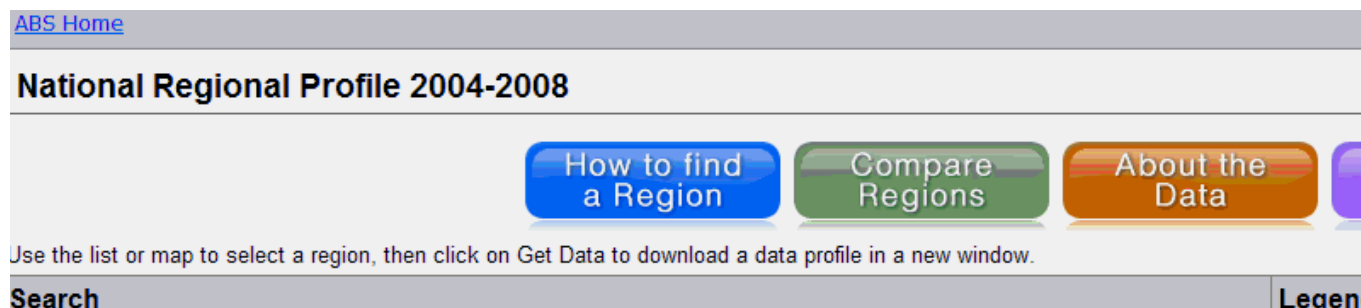 ABS Home
National Regional Profile 2004-2008
How to find
a Region
Compare
Regions
About the
Data
Use the list or map to select a region, then click on Get Data to download a data profile in a new window.
Search
Legen